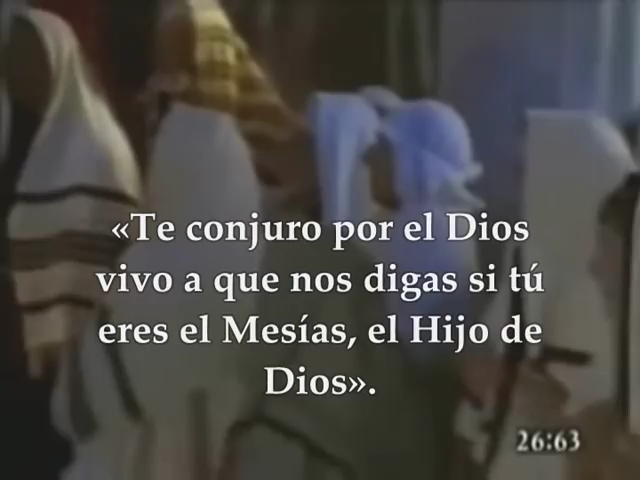 «Te conjuro por el Dios
vivo a que nos digas si tú
eres el Mesías, el Hijo de
Dios».
26:63